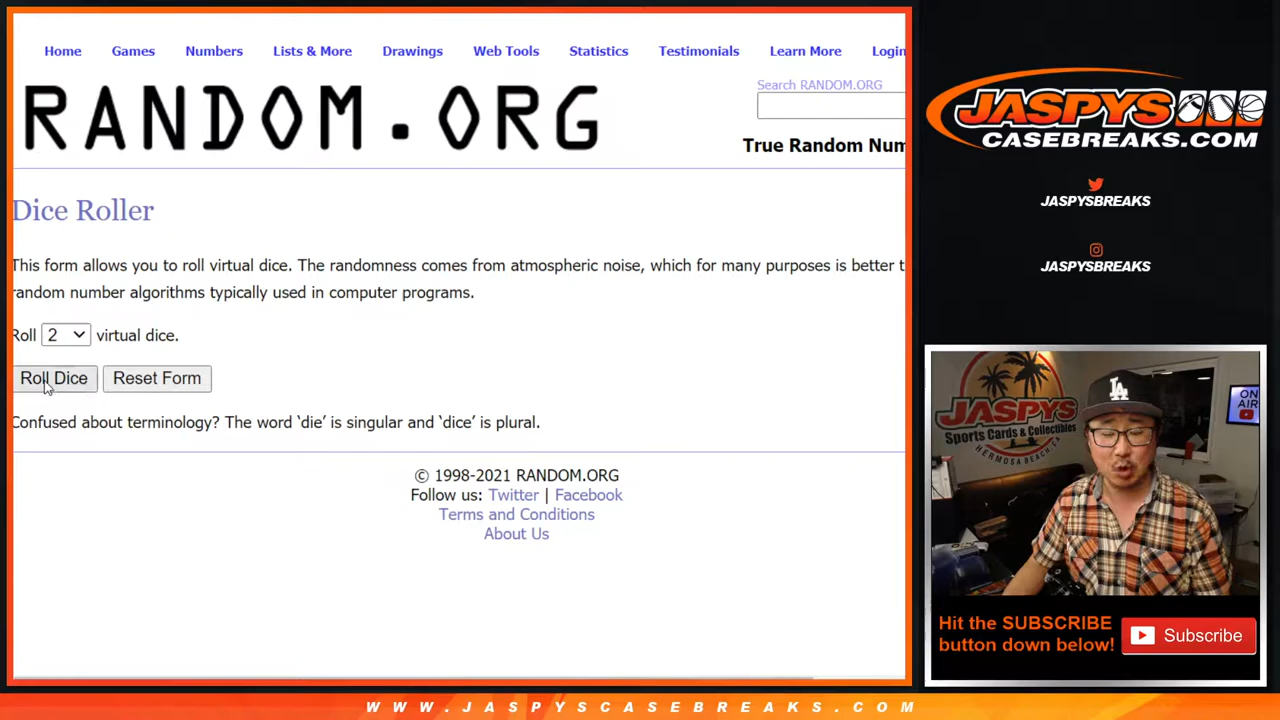 Home Games Numbers Lists & More Drawings Web Tools Statistics Testimonials Learn More Login
RANDOM.ORG
Search RANDOM.ORG
True Random Num
Dice Roller
This form allows you to roll virtual dice. The randomness comes from atmospheric noise, which for many purposes is better t
random number algorithms typically used in computer programs.
Roll 2 virtual dice.
Roll Dice Reset Form
Confused about terminology? The word ‘die’ is singular and ‘dice’ is plural.
© 1998-2021 RANDOM.ORG
Follow us: Twitter | Facebook
Terms and Conditions
About Us
JASPYS
CASEBREAKS.COM
JASPYSBREAKS
JASPYSBREAKS
JASPYS
Sports Cards & Collectibles
HERMOSA BEACH, CA
LA
ON
AIR
Hit the SUBSCRIBE
button down below!
Subscribe
WWW.JASPYSCASEBREAKS.COM